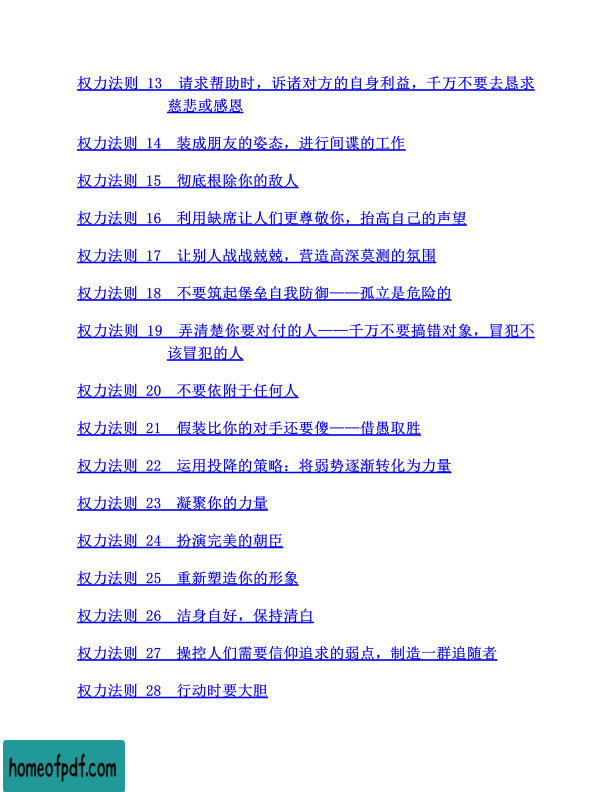 权力法则 13 请求帮助时，诉诸对方的自身利益，千万不要去恳求
慈悲或感恩
权力法则 14 装成朋友的姿态，进行间谍的工作
权力法则 15 彻底根除你的敌人
权力法则 16 利用缺席让人们更尊敬你，抬高自己的声望
权力法则 17 让别人战战兢兢，营造高深莫测的氛围
权力法则 18 不要筑起堡垒自我防御——孤立是危险的
权力法则 19 弄清楚你要对付的人——千万不要搞错对象，冒犯不
该冒犯的人
权力法则 20 不要依附于任何人
权力法则 21 假装比你的对手还要傻——借愚取胜
权力法则 22 运用投降的策略：将弱势逐渐转化为力量
权力法则 23 凝聚你的力量
权力法则 24 扮演完美的朝臣
权力法则 25 重新塑造你的形象
权力法则 26 洁身自好，保持清白
权力法则 27 操控人们需要信仰追求的弱点，制造一群追随者
权力法则 28 行动时要大胆
homeofpdf.com